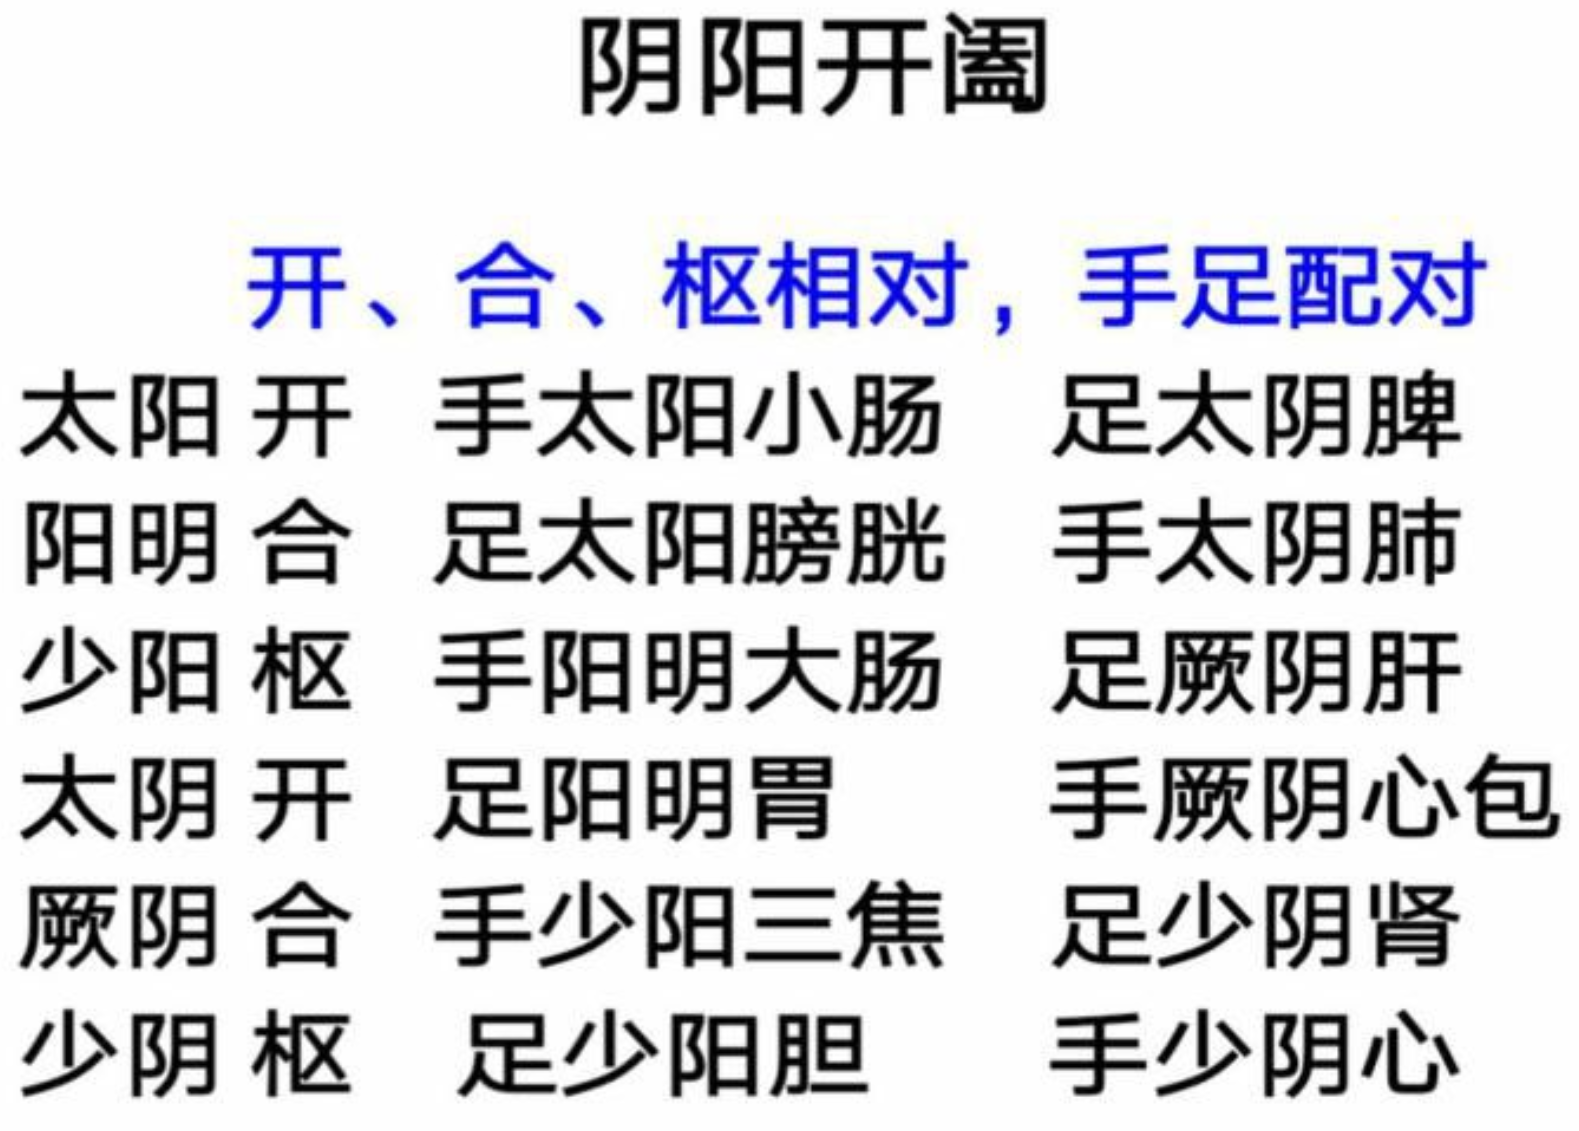 阴阳开阖
开、合、枢相对，手足配对
太阳 开 手太阳小肠 足太阴脾
阳明 合 足太阳膀胱 手太阴肺
少阳 枢 手阳明大肠 足厥阴肝
太阴 开 足阳明胃 手厥阴心包
厥阴 合 手少阳三焦 足少阴肾
少阴 枢 足少阳胆 手少阴心